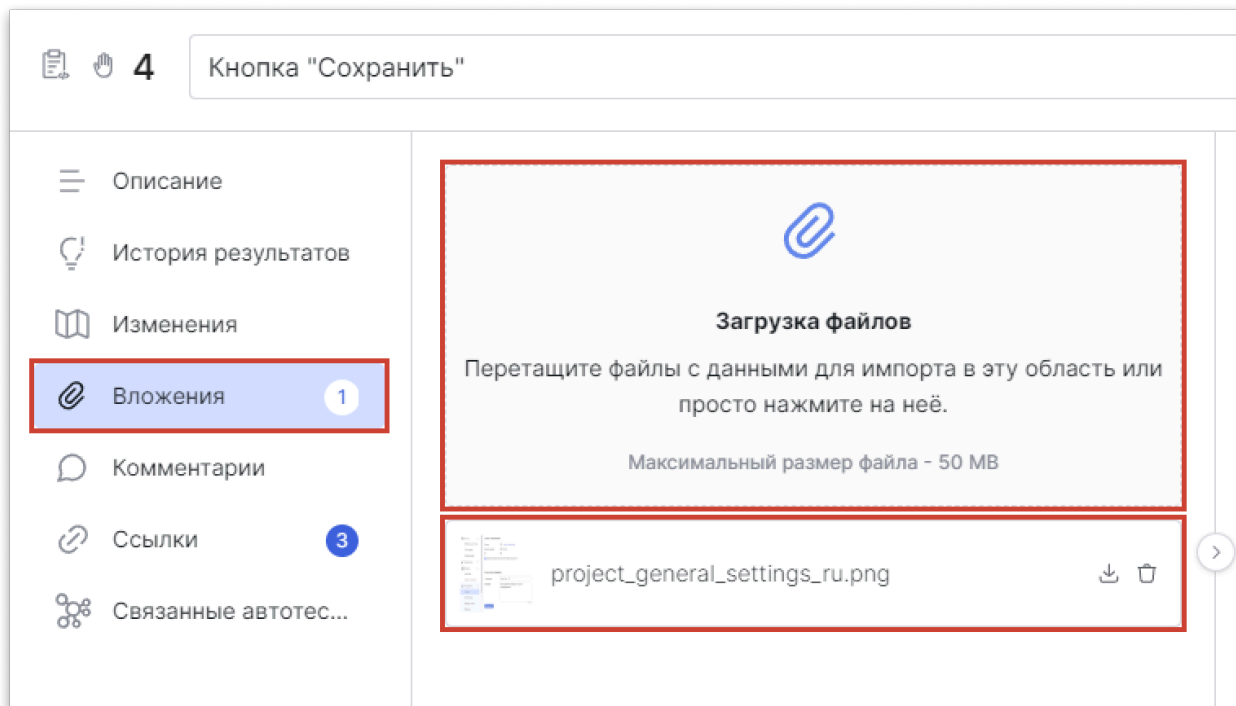 4
Кнопка "Сохранить"
Описание
История результатов
Изменения
Вложения
1
Комментарии
Ссылки
3
Связанные автотес...
Загрузка файлов
Перетащите файлы с данными для импорта в эту область или
просто нажмите на неё.
Максимальный размер файла - 50 MB
project_general_settings_ru.png